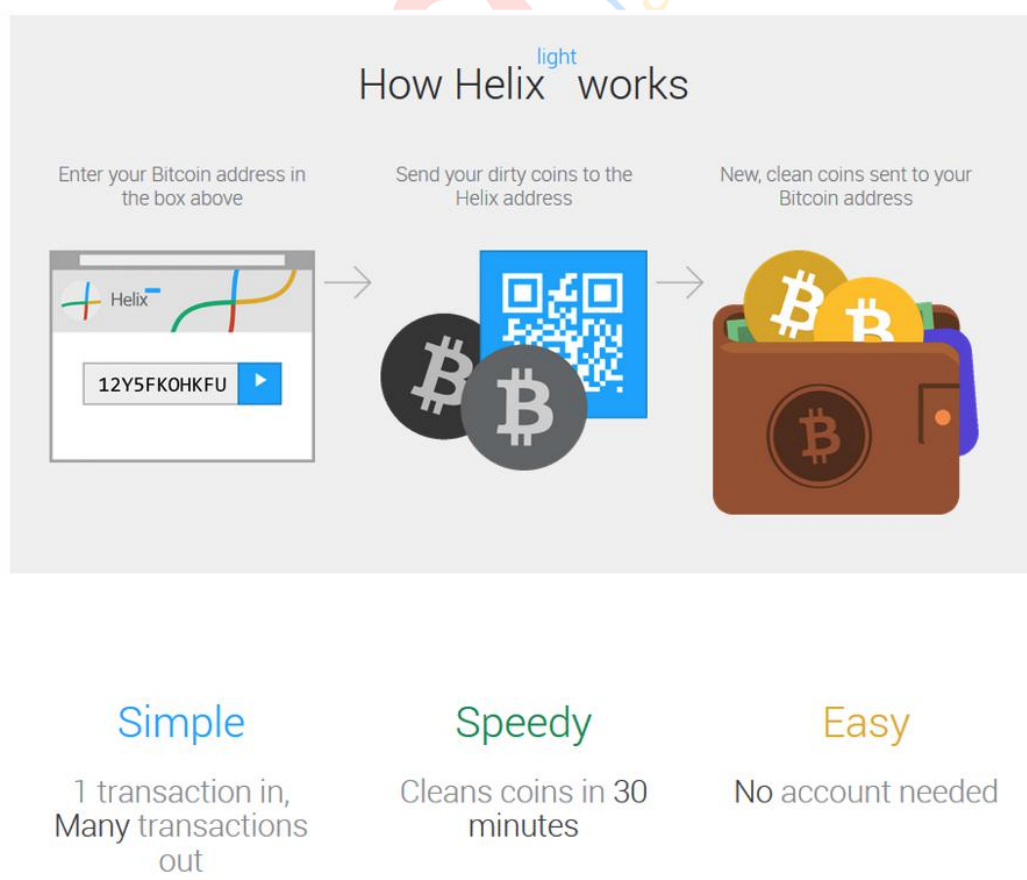 light
How Helix works
Enter your Bitcoin address in
the box above
Send your dirty coins to the
Helix address
New, clean coins sent to your
Bitcoin address
Helix
12Y5FKOHKFU
Simple
1 transaction in,
Many transactions
out
Speedy
Cleans coins in 30
minutes
Easy
No account needed